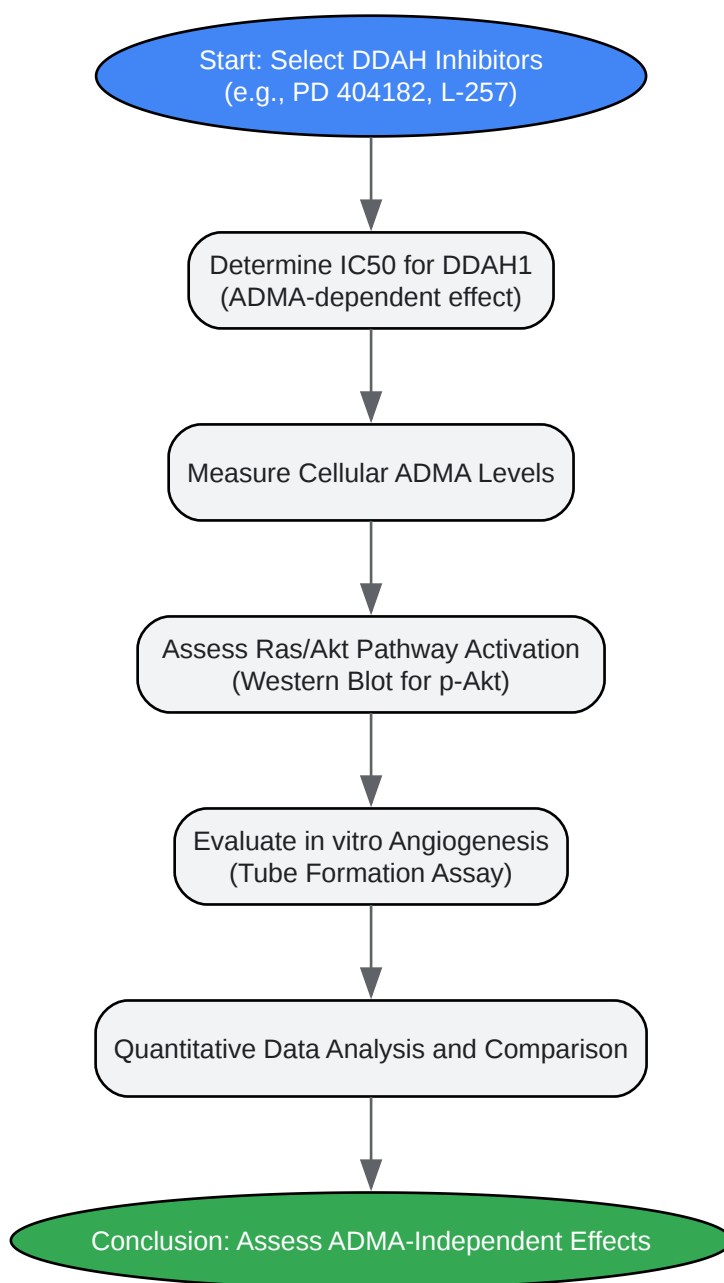 Start: Select DDAH Inhibitors
(e.g., PD 404182, L-257)
Determine IC50 for DDAH1
(ADMA-dependent effect)
Measure Cellular ADMA Levels
Assess Ras/Akt Pathway Activation
(Western Blot for p-Akt)
Evaluate in vitro Angiogenesis
(Tube Formation Assay)
Quantitative Data Analysis and Comparison
Conclusion: Assess ADMA-Independent Effects